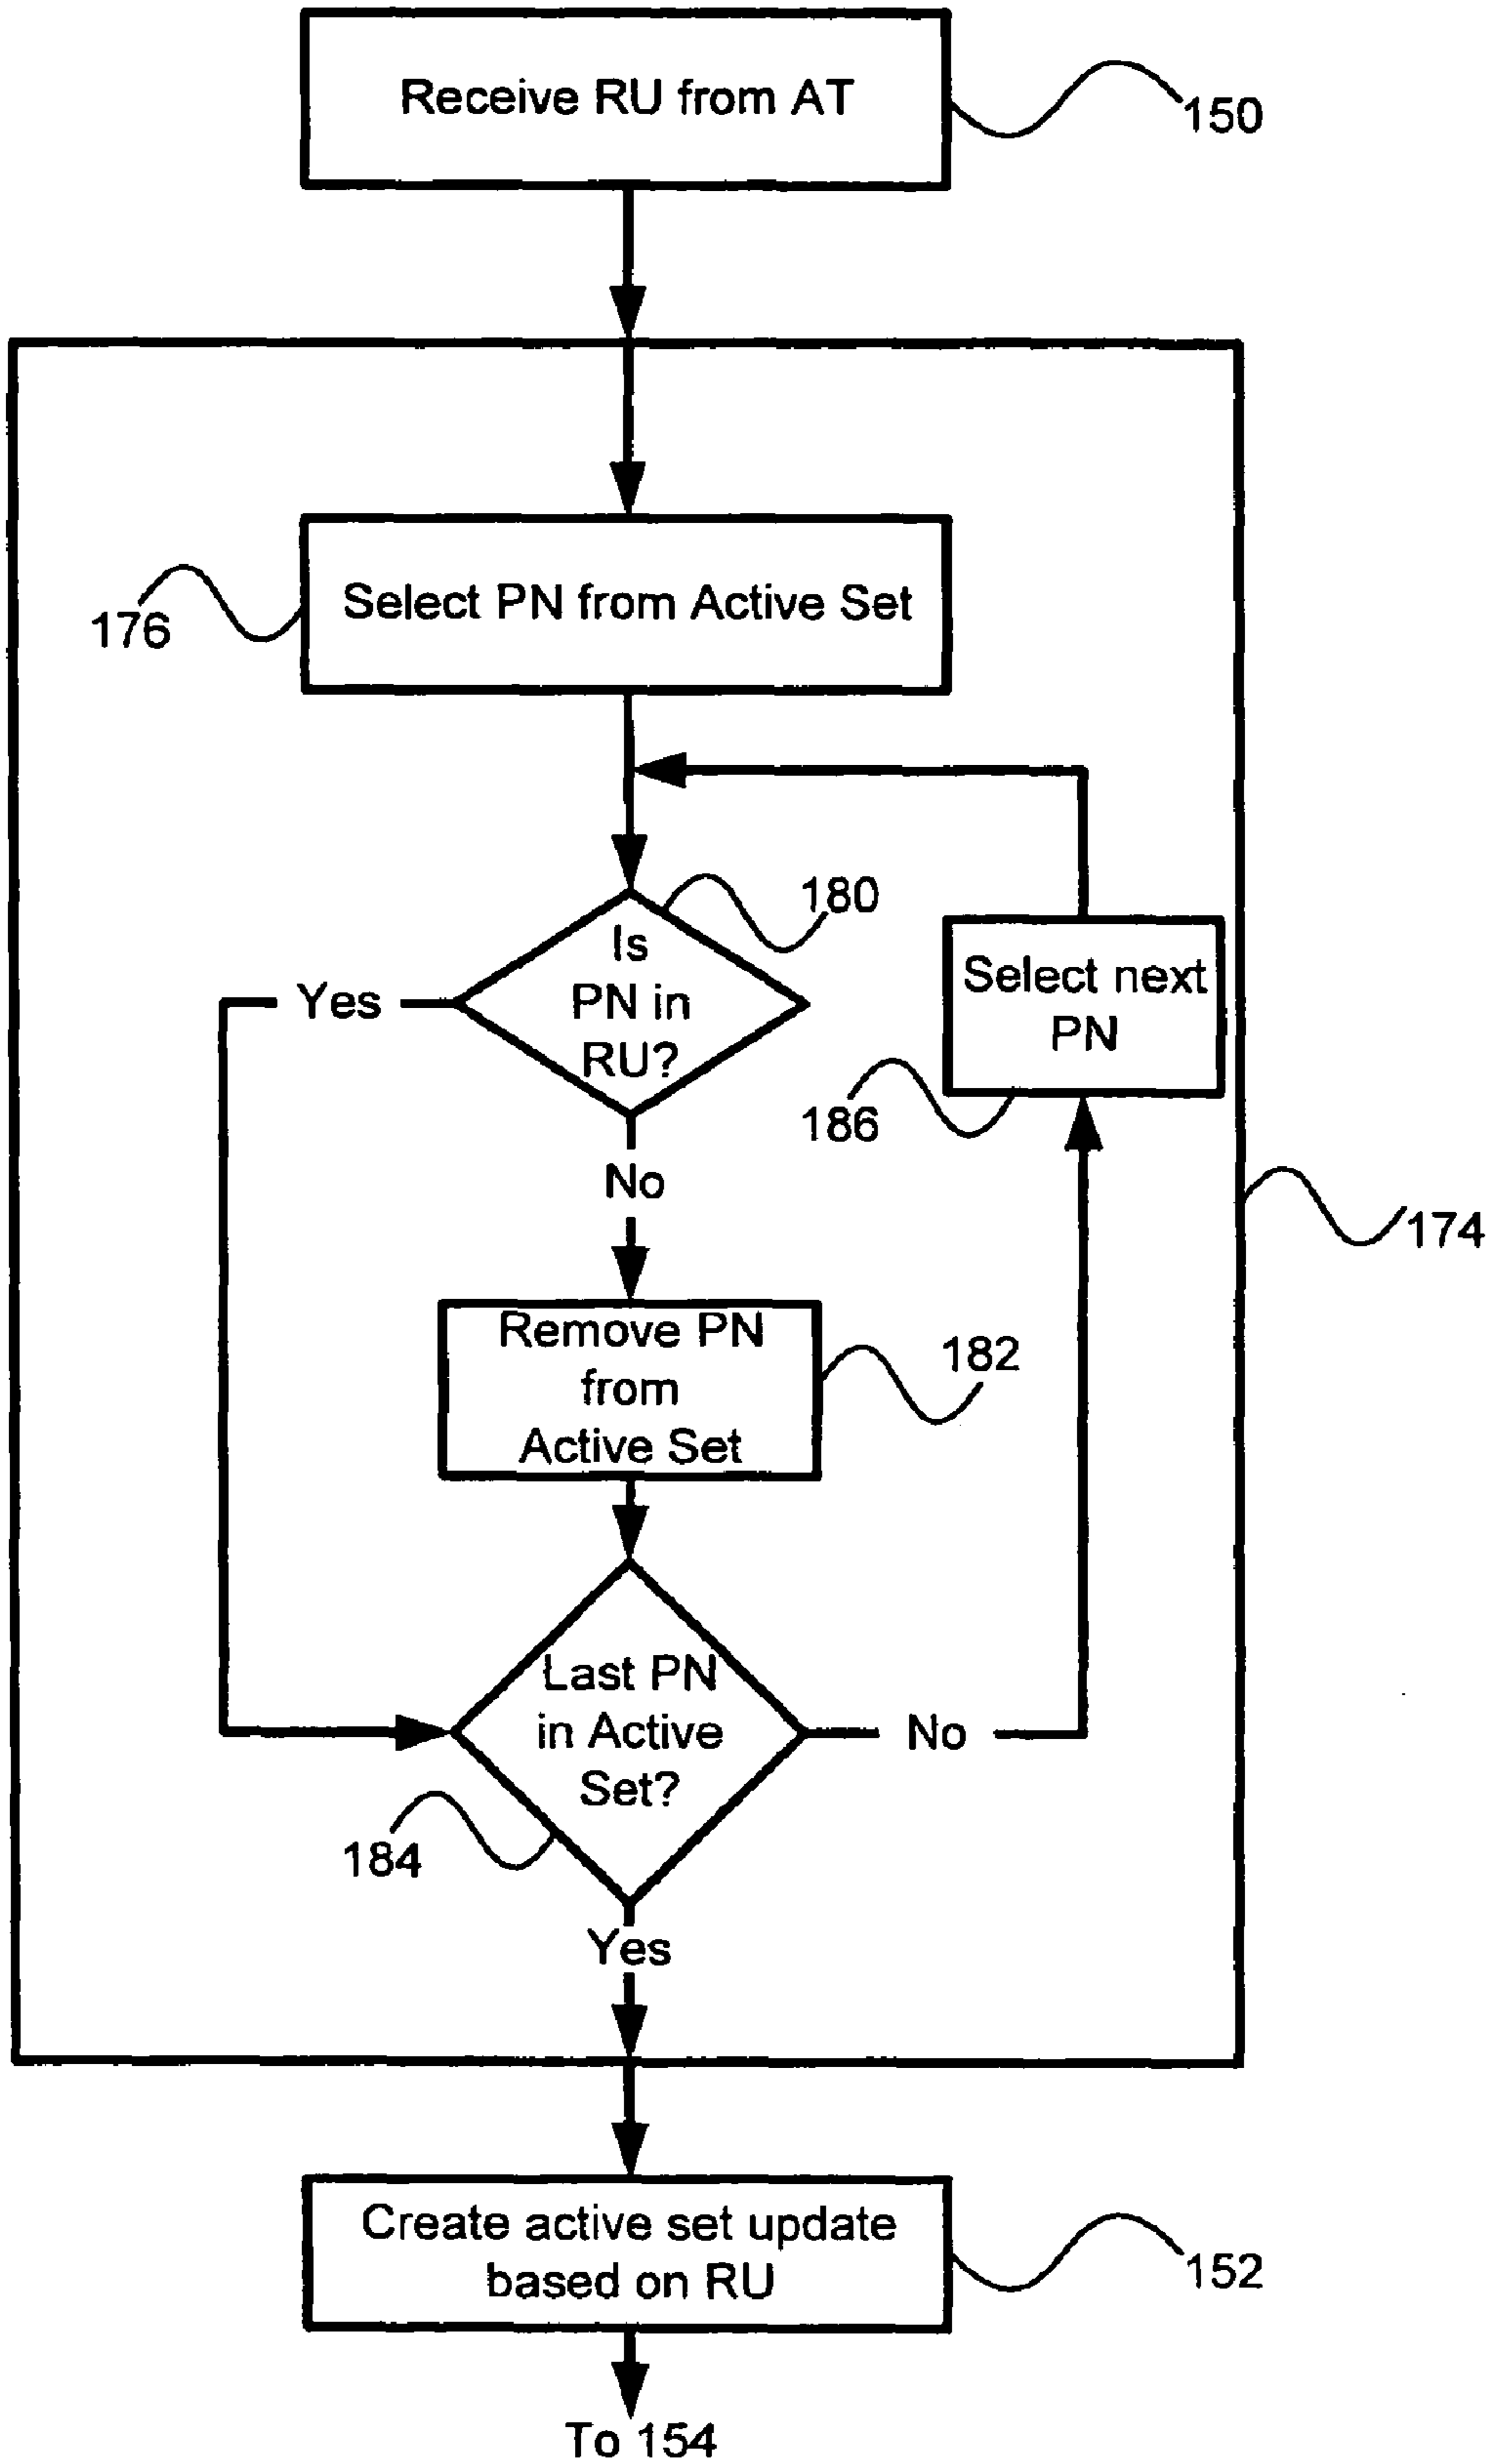 Receive RU from AT
150
Select PN from Active Set
176
180
Is
PN in
RU?
Yes
Select next
PN
186
No
174
Remove PN
from
Active Set
182
Last PN
in Active
Set?
No
184
Yes
Create active set update
based on RU
152
To 154